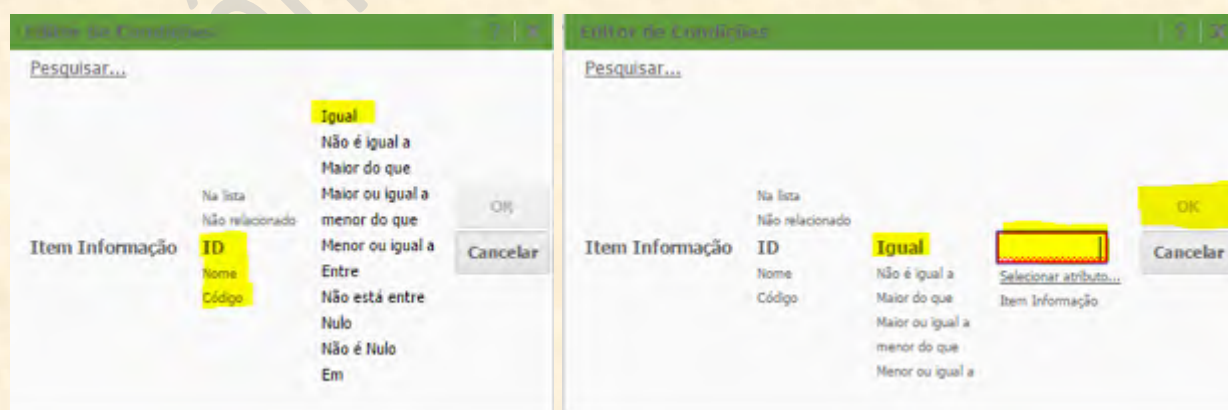 Editor de Condições
Pesquisar...
Igual
Não é igual a
Maior do que
Na lista
Maior ou igual a
Não relacionado
menor do que
OK
Item Informação
ID
Menor ou igual a
Cancelar
Nome
Entre
Código
Não está entre
Nulo
Não é Nulo
Em
Editor de Condições
Pesquisar...
Na lista
Não relacionado
OK
Item Informação
ID
Igual
Cancelar
Nome
Não é igual a
Selecionar atributo...
Código
Maior do que
Item Informação
Maior ou igual a
menor do que
Menor ou igual a